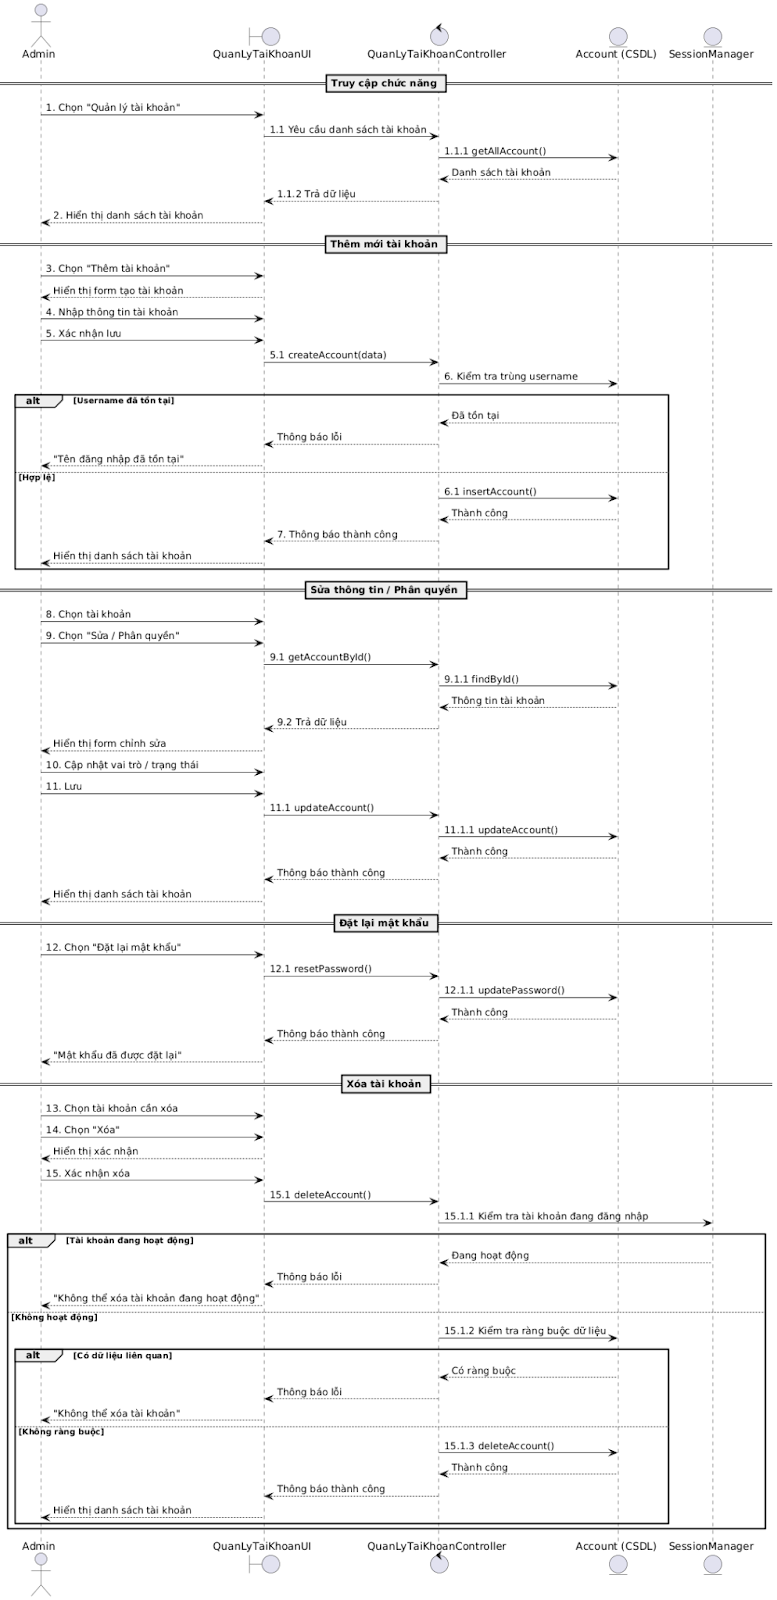 Admin
QuanLyTaiKhoanUI
QuanLyTaiKhoanController
Account (CSDL)
SessionManager
Truy cập chức năng
1. Chọn "Quản lý tài khoản"
1.1 Yêu cầu danh sách tài khoản
1.1.1 getAllAccount()
Danh sách tài khoản
1.1.2 Trả dữ liệu
2. Hiển thị danh sách tài khoản
Thêm mới tài khoản
3. Chọn "Thêm tài khoản"
Hiển thị form tạo tài khoản
4. Nhập thông tin tài khoản
5. Xác nhận lưu
5.1 createAccount(data)
6. Kiểm tra trùng username
alt [Username đã tồn tại]
Đã tồn tại
Thông báo lỗi
"Tên đăng nhập đã tồn tại"
[Hợp lệ]
6.1 insertAccount()
Thành công
7. Thông báo thành công
Hiển thị danh sách tài khoản
Sửa thông tin / Phân quyền
8. Chọn tài khoản
9. Chọn "Sửa / Phân quyền"
9.1 getAccountById()
9.1.1 findById()
Thông tin tài khoản
9.2 Trả dữ liệu
Hiển thị form chỉnh sửa
10. Cập nhật vai trò / trạng thái
11. Lưu
11.1 updateAccount()
11.1.1 updateAccount()
Thành công
Thông báo thành công
Hiển thị danh sách tài khoản
Đặt lại mật khẩu
12. Chọn "Đặt lại mật khẩu"
12.1 resetPassword()
12.1.1 updatePassword()
Thành công
Thông báo thành công
"Mật khẩu đã được đặt lại"
Xóa tài khoản
13. Chọn tài khoản cần xóa
14. Chọn "Xóa"
Hiển thị xác nhận
15. Xác nhận xóa
15.1 deleteAccount()
15.1.1 Kiểm tra tài khoản đang đăng nhập
alt [Tài khoản đang hoạt động]
Đang hoạt động
Thông báo lỗi
"Không thể xóa tài khoản đang hoạt động"
[Không hoạt động]
15.1.2 Kiểm tra ràng buộc dữ liệu
alt [Có dữ liệu liên quan]
Có ràng buộc
Thông báo lỗi
"Không thể xóa tài khoản"
[Không ràng buộc]
15.1.3 deleteAccount()
Thành công
Thông báo thành công
Hiển thị danh sách tài khoản
Admin
QuanLyTaiKhoanUI
QuanLyTaiKhoanController
Account (CSDL)
SessionManager